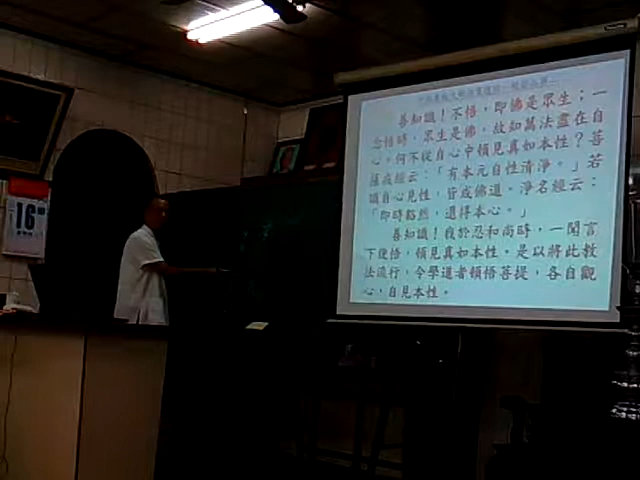 善知識！不悟，即佛是眾生；一
念悟時，眾生是佛。故知萬法盡在自
心，何不從自心中頓見真如本性？菩
薩戒經云：「我本元自性清淨。」若
識自心見性，皆成佛道。淨名經云：
「即時豁然，還得本心。」
善知識！我於忍和尚時，一聞言
下便悟，頓見真如本性。是以將此教
法流行，令學道者頓悟菩提，各自觀
心，自見本性。
16